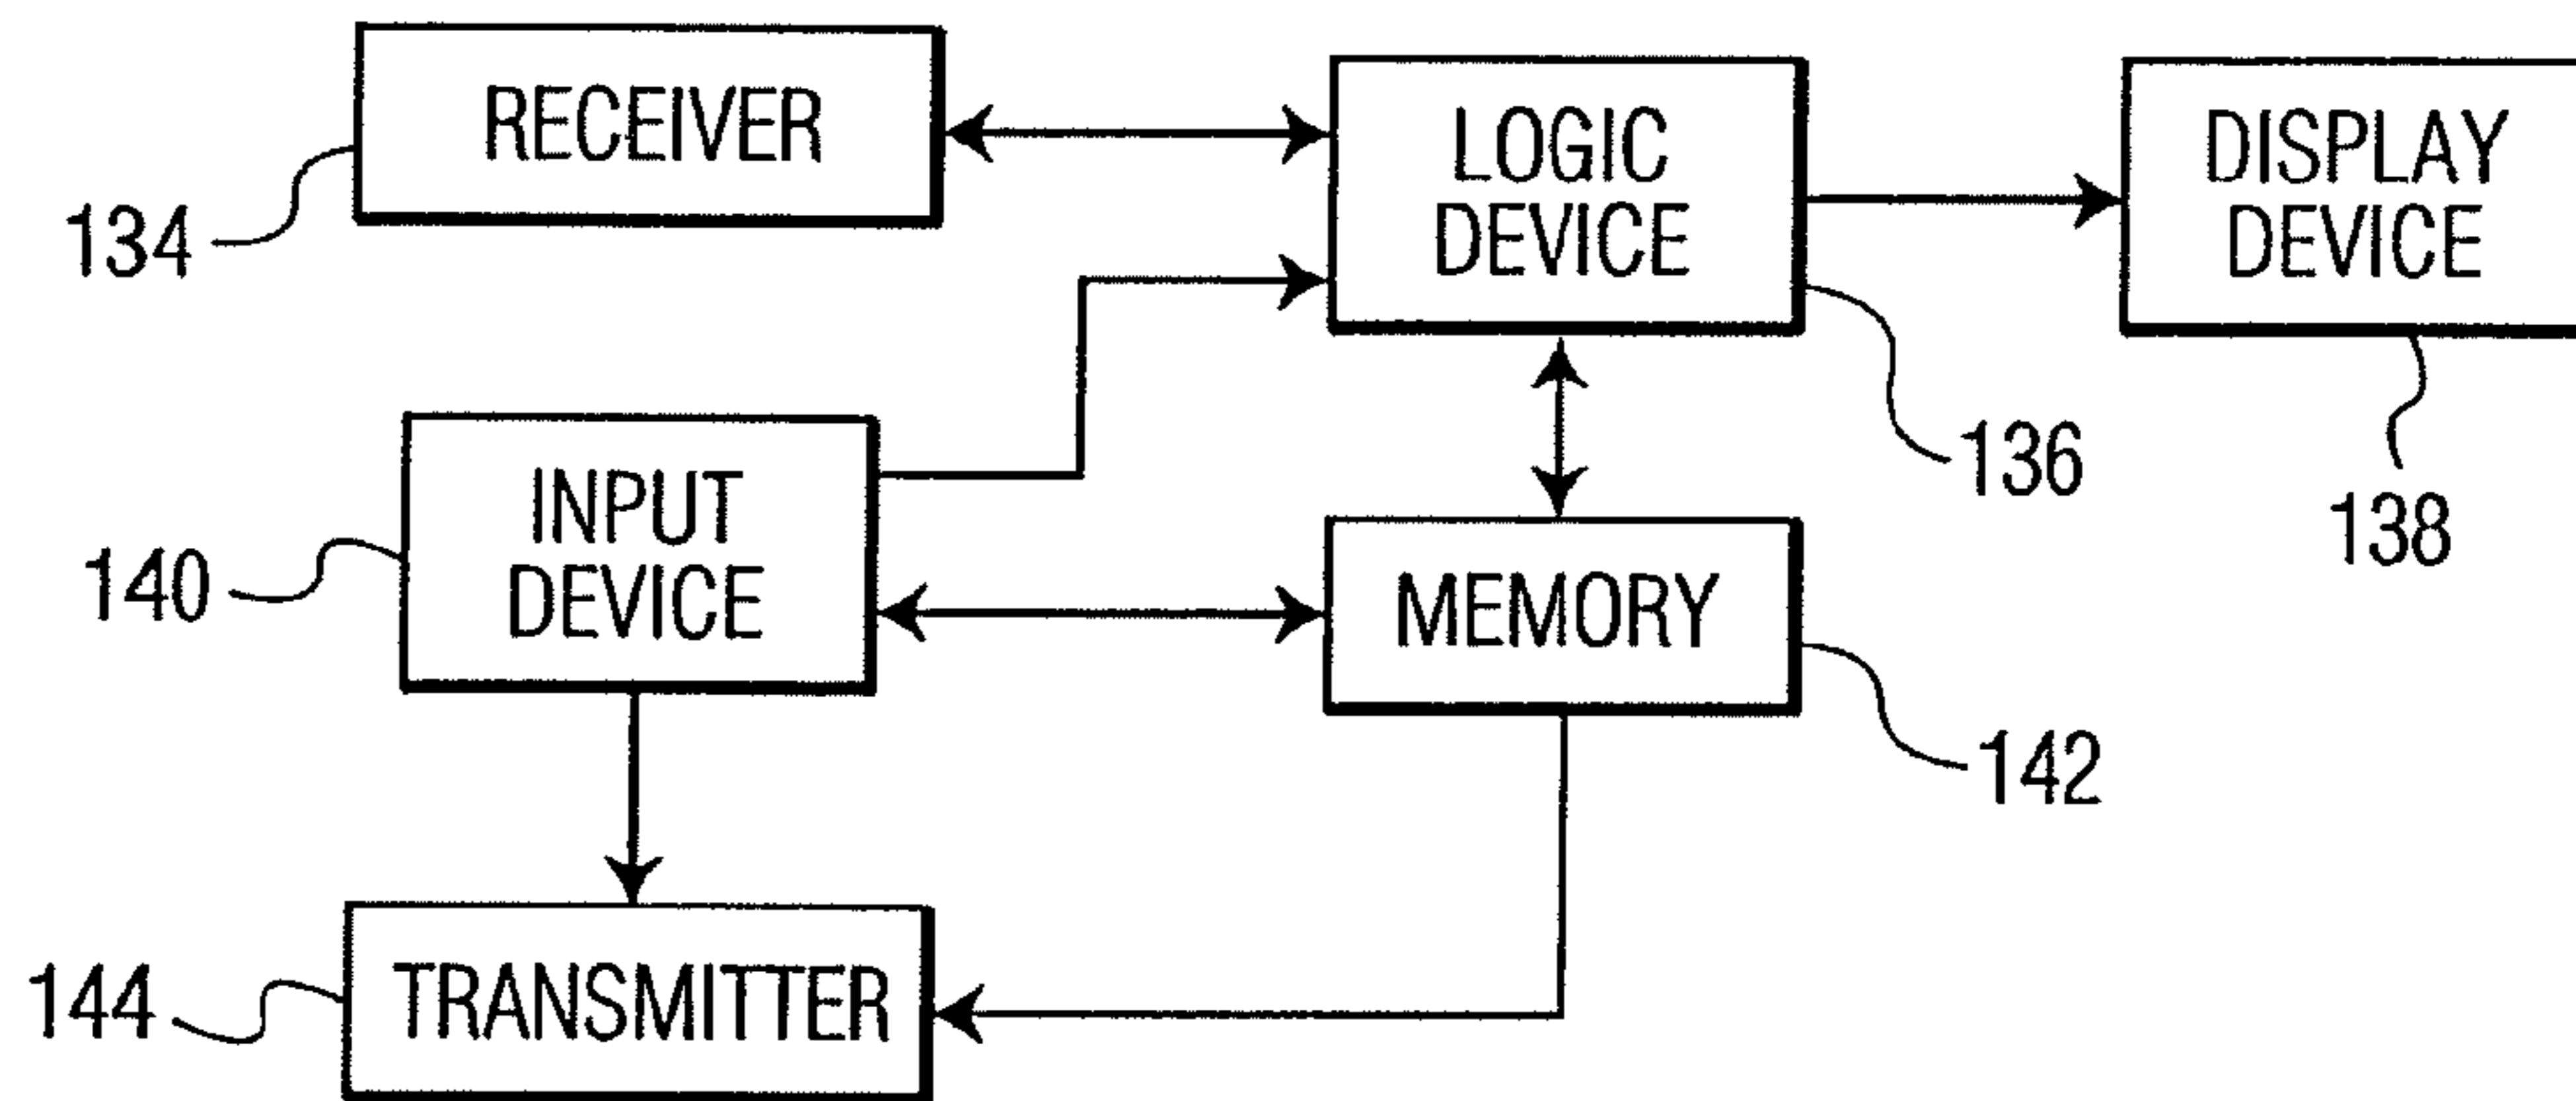 RECEIVER
134
LOGIC
DEVICE
136
DISPLAY
DEVICE
138
INPUT
DEVICE
140
MEMORY
142
TRANSMITTER
144